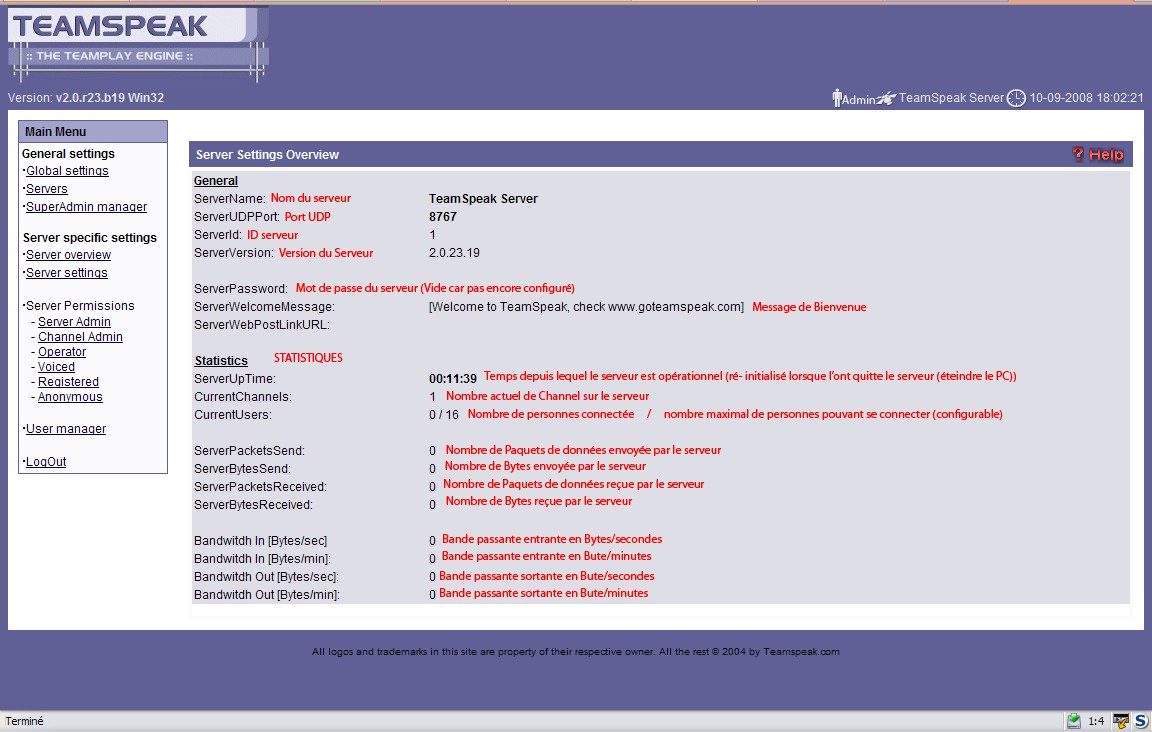 TEAMSPEAK
:: THE TEAMPLAY ENGINE ::
Version: v2.0.r23.b19 Win32
Admin TeamSpeak Server 10-09-2008 18:02:21
Main Menu
General settings
·Global settings
·Servers
·SuperAdmin manager
Server specific settings
·Server overview
·Server settings
·Server Permissions
- Server Admin
- Channel Admin
- Operator
- Voiced
- Registered
- Anonymous
·User manager
·LogOut
Server Settings Overview ? Help
General
ServerName: Nom du serveur TeamSpeak Server
ServerUDPPort: Port UDP 8767
ServerId: ID serveur 1
ServerVersion: Version du Serveur 2.0.23.19
ServerPassword: Mot de passe du serveur (Vide car pas encore configuré)
ServerWelcomeMessage: [Welcome to TeamSpeak, check www.goteamspeak.com] Message de Bienvenue
ServerWebPostLinkURL:
Statistics STATISTIQUES
ServerUpTime: 00:11:39 Temps depuis lequel le serveur est opérationnel (ré- initialisé lorsque l'ont quitte le serveur (éteindre le PC))
CurrentChannels: 1 Nombre actuel de Channel sur le serveur
CurrentUsers: 0 / 16 Nombre de personnes connectée / nombre maximal de personnes pouvant se connecter (configurable)
ServerPacketsSend: 0 Nombre de Paquets de données envoyée par le serveur
ServerBytesSend: 0 Nombre de Bytes envoyée par le serveur
ServerPacketsReceived: 0 Nombre de Paquets de données reçue par le serveur
ServerBytesReceived: 0 Nombre de Bytes reçue par le serveur
Bandwitdh In [Bytes/sec] 0 Bande passante entrante en Bytes/secondes
Bandwitdh In [Bytes/min]: 0 Bande passante entrante en Bute/minutes
Bandwitdh Out [Bytes/sec]: 0 Bande passante sortante en Bute/secondes
Bandwitdh Out [Bytes/min]: 0 Bande passante sortante en Bute/minutes
All logos and trademarks in this site are property of their respective owner. All the rest © 2004 by Teamspeak.com
Terminé 1:4